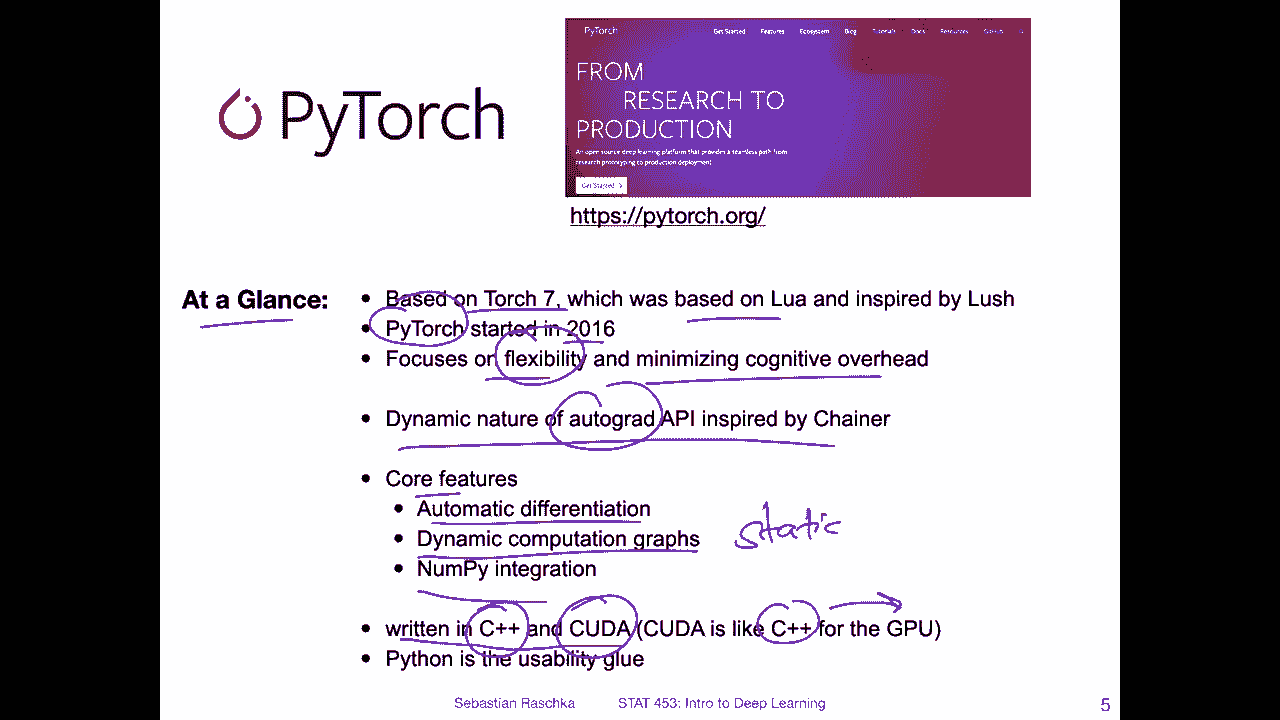 PyTorch
PyTorch Get Started Features Ecosystem Blog Tutorials Docs Resources GitHub
FROM
RESEARCH TO
PRODUCTION
An open source deep learning platform that provides a seamless path from
research prototyping to production deployment.
Get Started >
https://pytorch.org/
At a Glance:
• Based on Torch 7, which was based on Lua and inspired by Lush
• PyTorch started in 2016
• Focuses on flexibility and minimizing cognitive overhead
• Dynamic nature of autograd API inspired by Chainer
• Core features
• Automatic differentiation
• Dynamic computation graphs
static
• NumPy integration
• written in C++ and CUDA (CUDA is like C++ for the GPU)
• Python is the usability glue
Sebastian Raschka STAT 453: Intro to Deep Learning 5